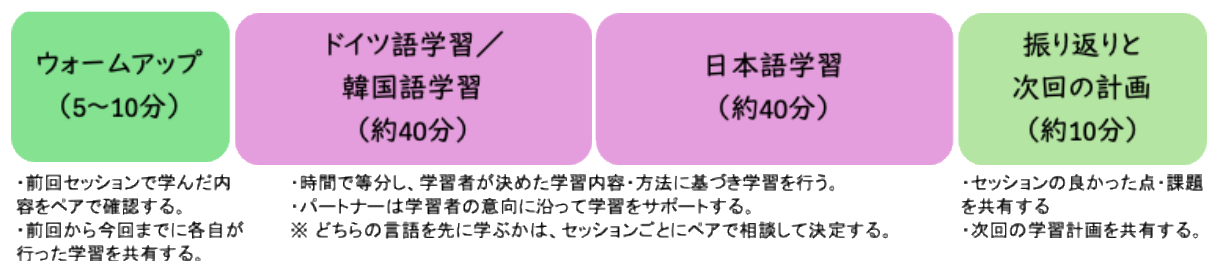 ウォームアップ
（5〜10分）
ドイツ語学習／
韓国語学習
（約40分）
日本語学習
（約40分）
振り返りと
次回の計画
（約10分）
・前回セッションで学んだ内
容をペアで確認する。
・前回から今回までに各自が
行った学習を共有する。
・時間で等分し、学習者が決めた学習内容・方法に基づき学習を行う。
・パートナーは学習者の意向に沿って学習をサポートする。
※ どちらの言語を先に学ぶかは、セッションごとにペアで相談して決定する。
・セッションの良かった点・課題
を共有する
・次回の学習計画を共有する。